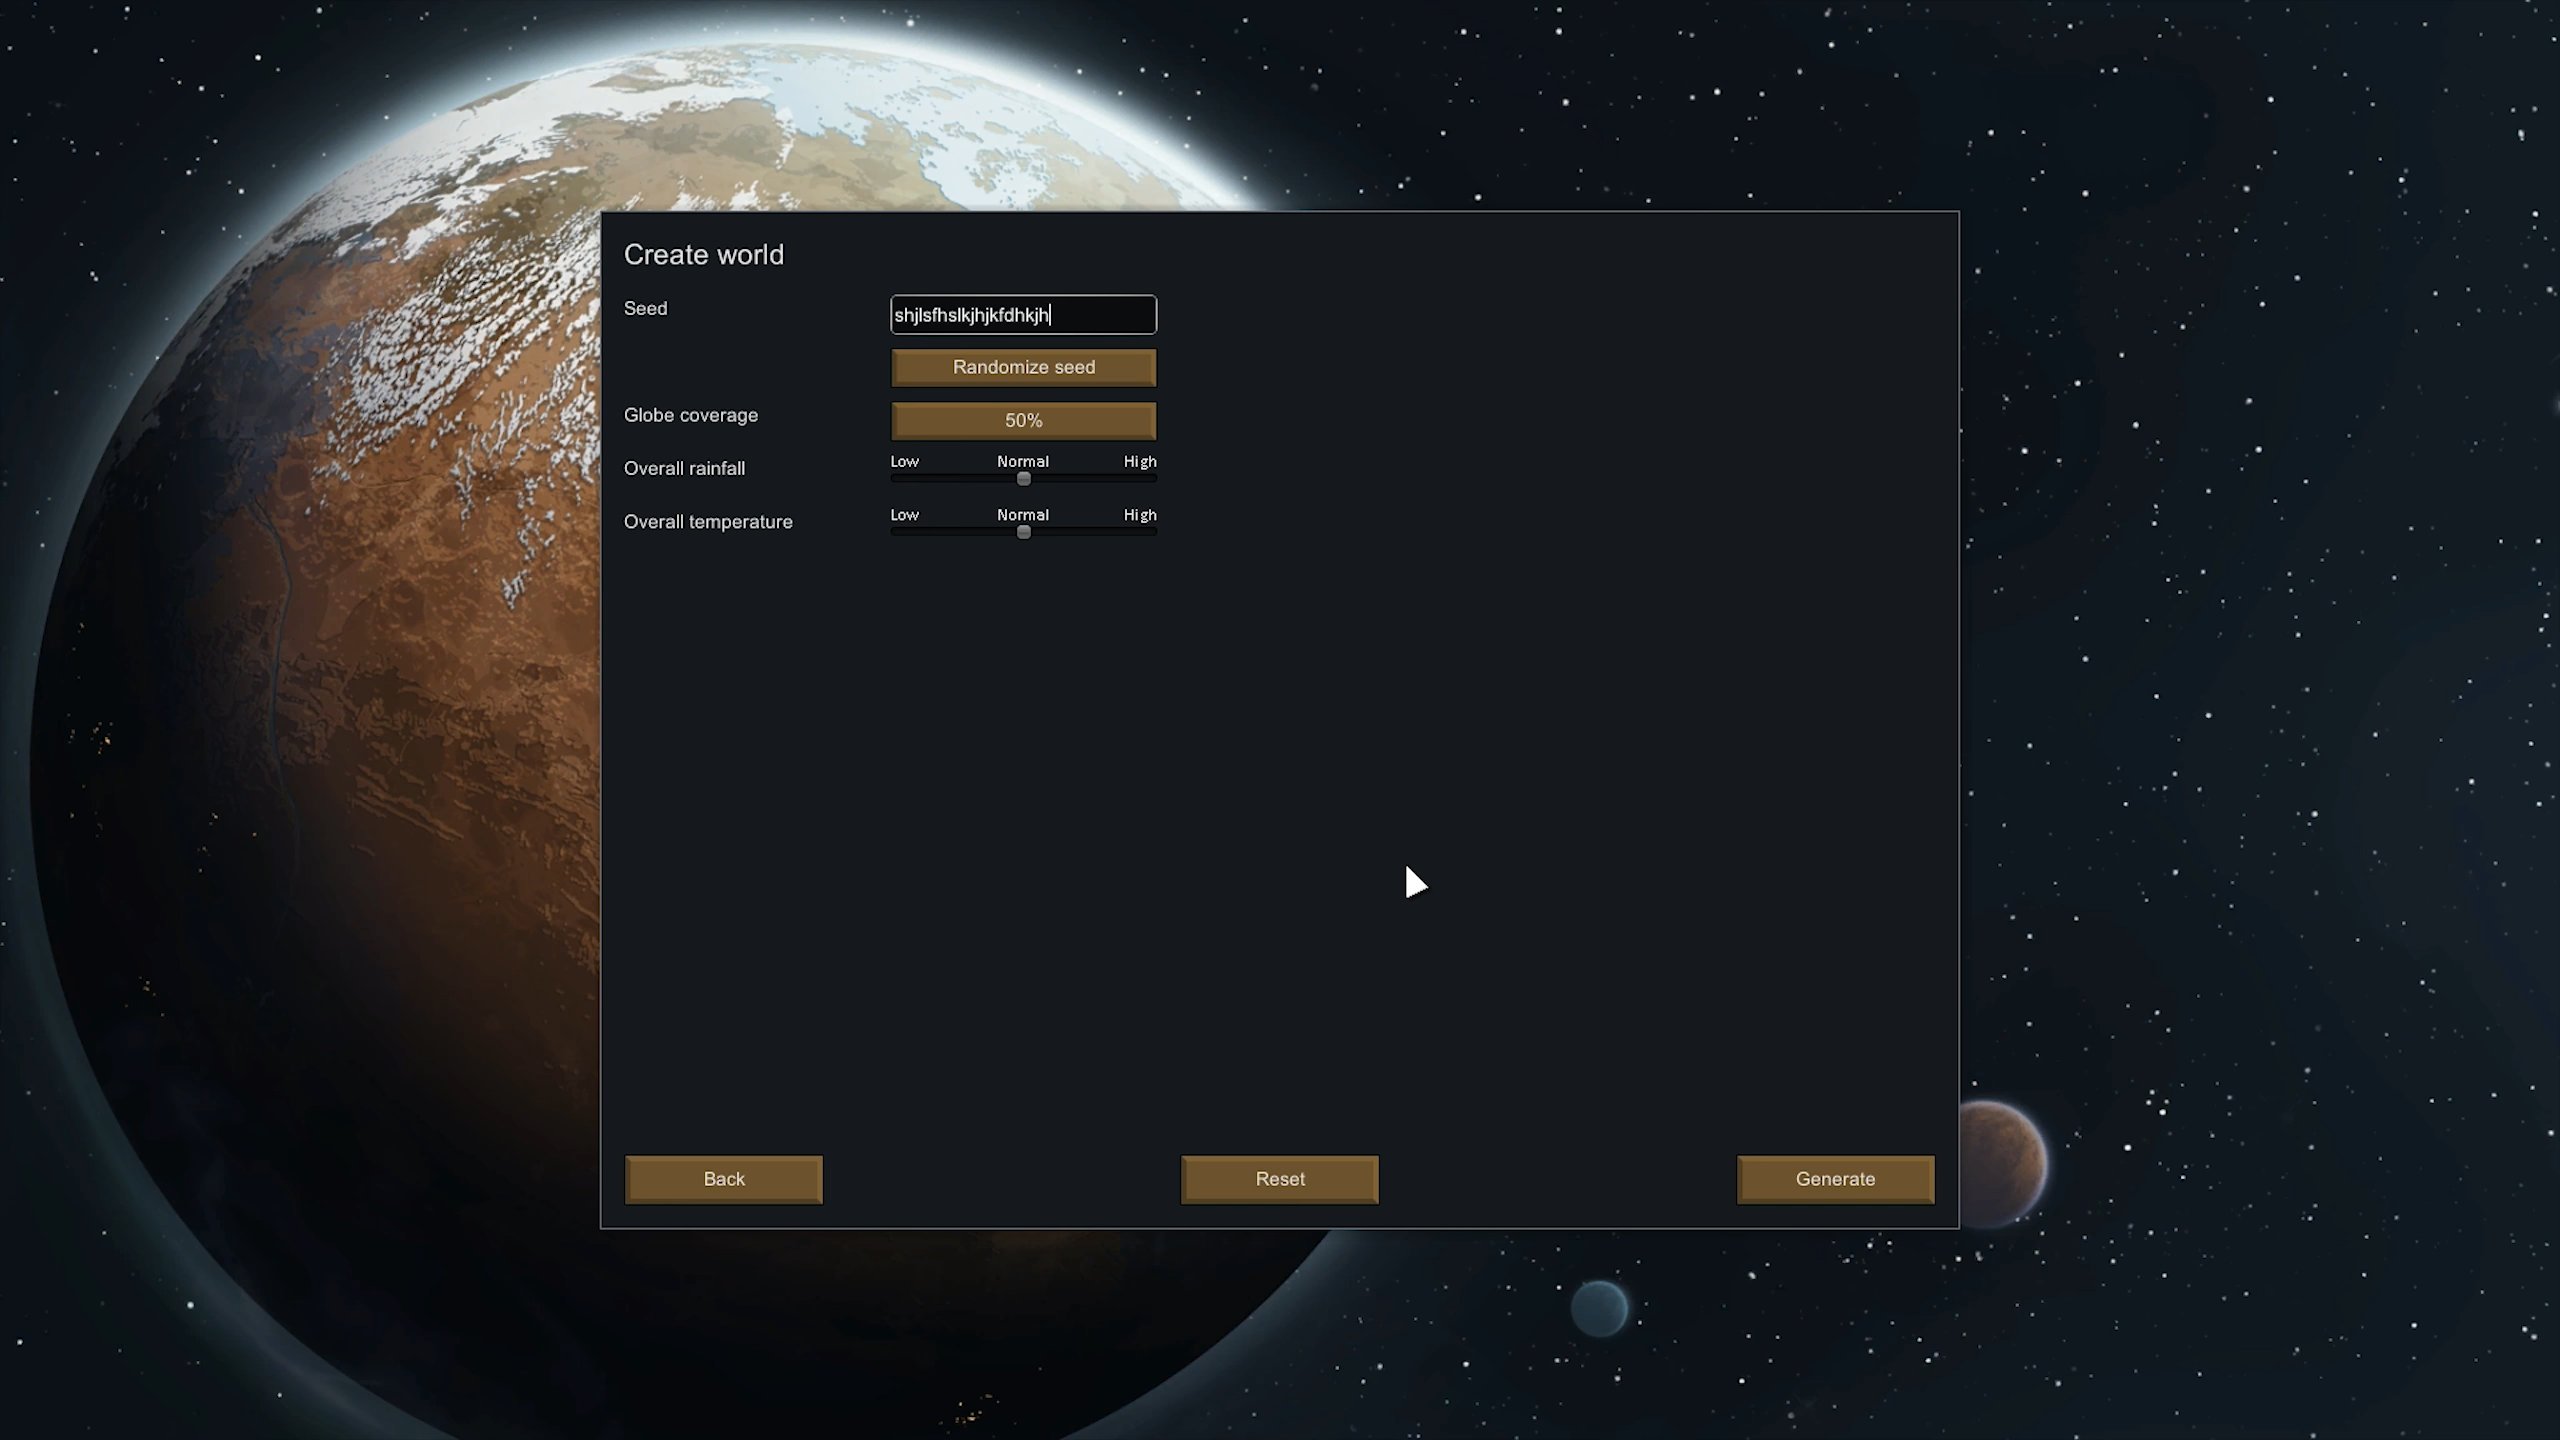 Create world
Seed
shjlsfhslkjhjkfdhkjh
Randomize seed
Globe coverage
50%
Overall rainfall
Low Normal High
Overall temperature
Low Normal High
Back
Reset
Generate